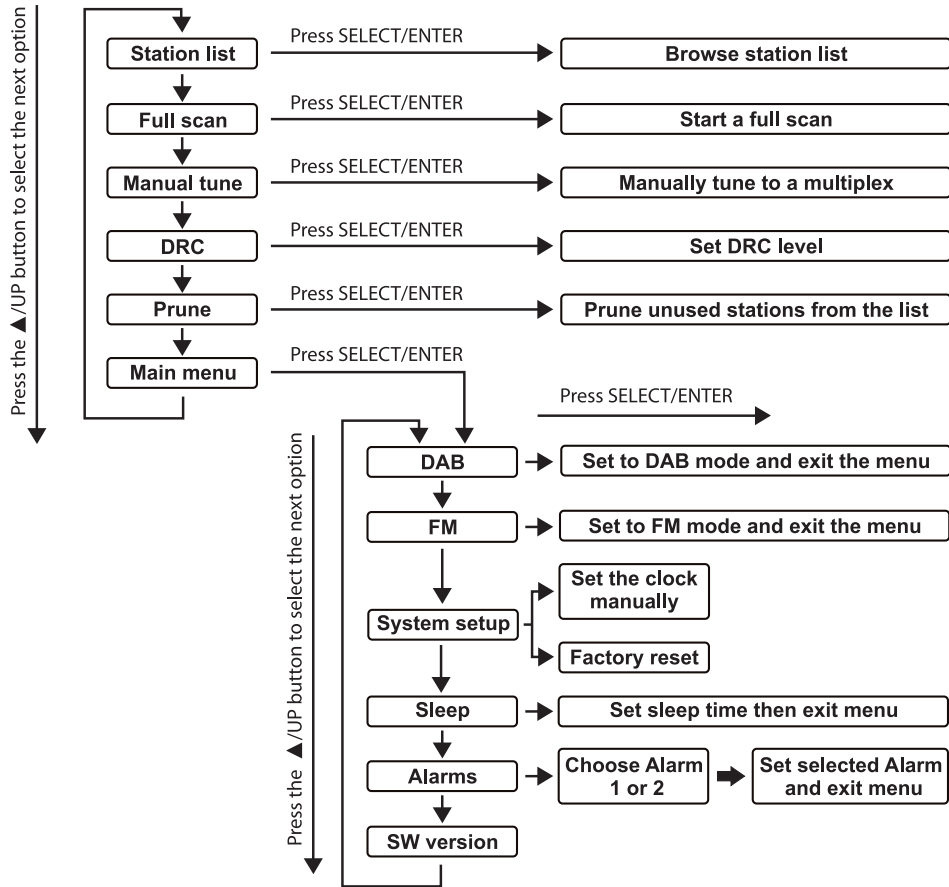 Press the ▲/UP button to select the next option
Station list
Press SELECT/ENTER
Browse station list
Full scan
Press SELECT/ENTER
Start a full scan
Manual tune
Press SELECT/ENTER
Manually tune to a multiplex
DRC
Press SELECT/ENTER
Set DRC level
Prune
Press SELECT/ENTER
Prune unused stations from the list
Main menu
Press SELECT/ENTER
Press SELECT/ENTER
Press the ▲/UP button to select the next option
DAB
Set to DAB mode and exit the menu
FM
Set to FM mode and exit the menu
System setup
Set the clock
manually
Factory reset
Sleep
Set sleep time then exit menu
Alarms
Choose Alarm
1 or 2
Set selected Alarm
and exit menu
SW version